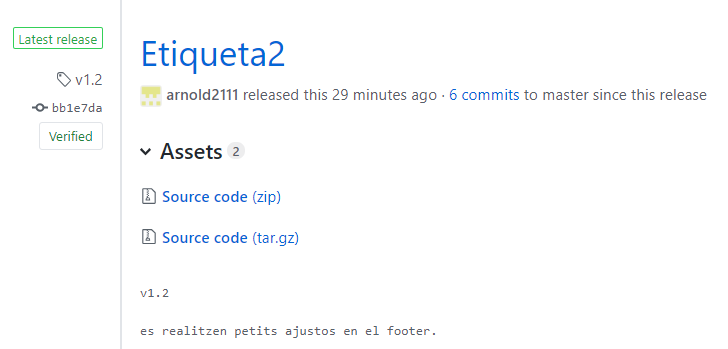 Latest release
v1.2
bb1e7da
Verified
Etiqueta2
arnold2111 released this 29 minutes ago · 6 commits to master since this release
Assets 2
Source code (zip)
Source code (tar.gz)
v1.2
es realitzen petits ajustos en el footer.